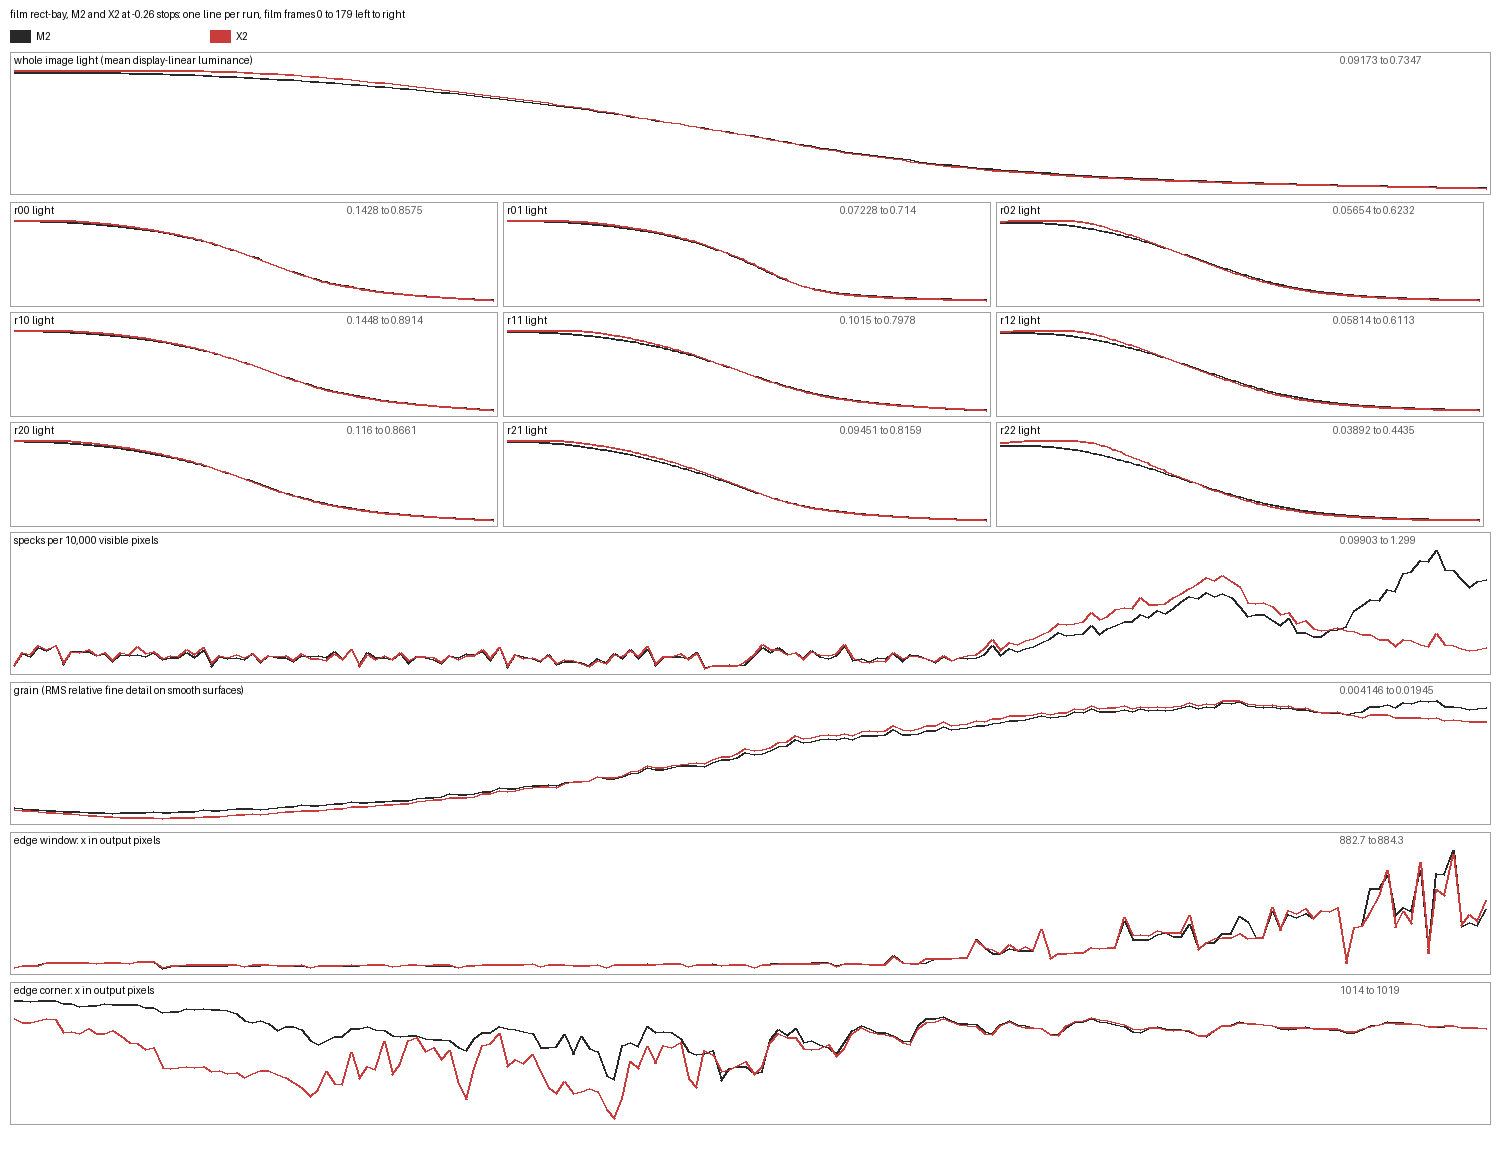 film rect-bay, M2 and X2 at -0.26 stops: one line per run, film frames 0 to 179 left to right
M2 X2
whole image light (mean display-linear luminance) 0.09173 to 0.7347
r00 light 0.1428 to 0.8575 r01 light 0.07228 to 0.714 r02 light 0.05654 to 0.6232
r10 light 0.1448 to 0.8914 r11 light 0.1015 to 0.7978 r12 light 0.05814 to 0.6113
r20 light 0.116 to 0.8661 r21 light 0.09451 to 0.8159 r22 light 0.03892 to 0.4435
specks per 10,000 visible pixels 0.09903 to 1.299
grain (RMS relative fine detail on smooth surfaces) 0.004146 to 0.01945
edge window: x in output pixels 882.7 to 884.3
edge corner: x in output pixels 1014 to 1019